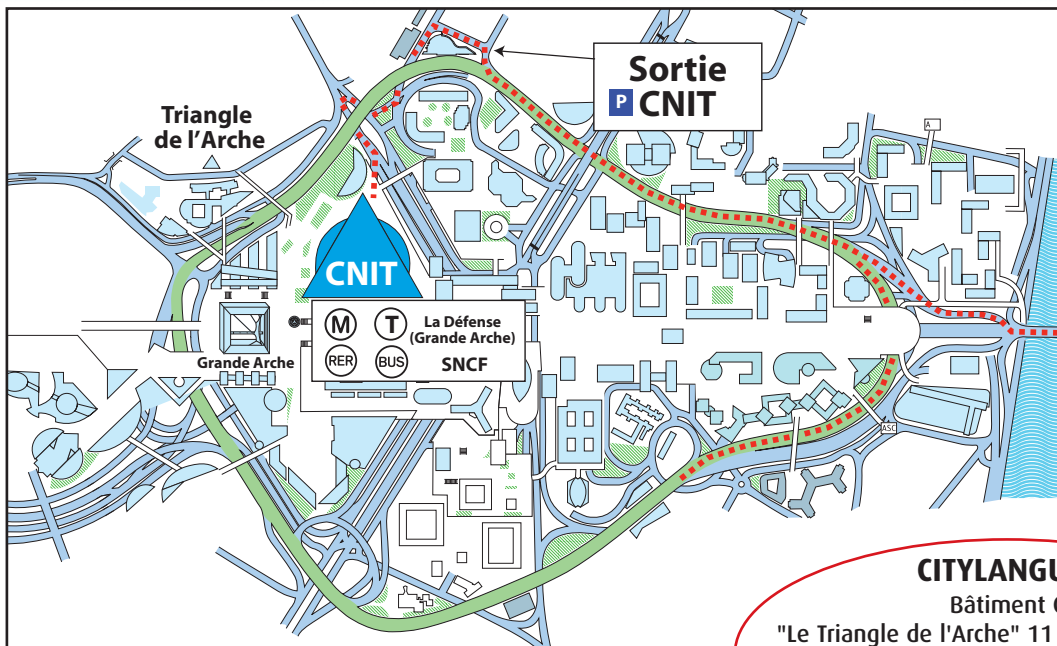 Sortie
P CNIT
A
Triangle
de l'Arche
CNIT
M T La Défense
(Grande Arche)
RER BUS SNCF
Grande Arche
ASC
CITYLANGU
Bâtiment
"Le Triangle de l'Arche" 11